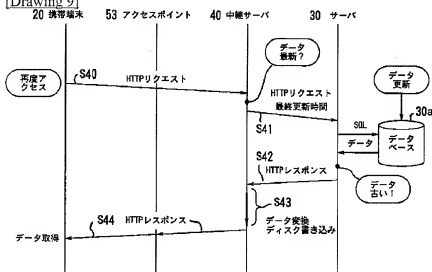 [Drawing 9]
20 携帯端末
53 アクセスポイント
40 中継サーバ
30 サーバ
データ
最新?
再度ア
クセス
S40
HTTPリクエスト
データ
更新
HTTPリクエスト
最終更新時間
S41
30a
SQL
データ
データ
ベース
S42
HTTPレスポンス
データ
古い!
S43
S44 HTTPレスポンス
データ変換
ディスク書き込み
データ取得